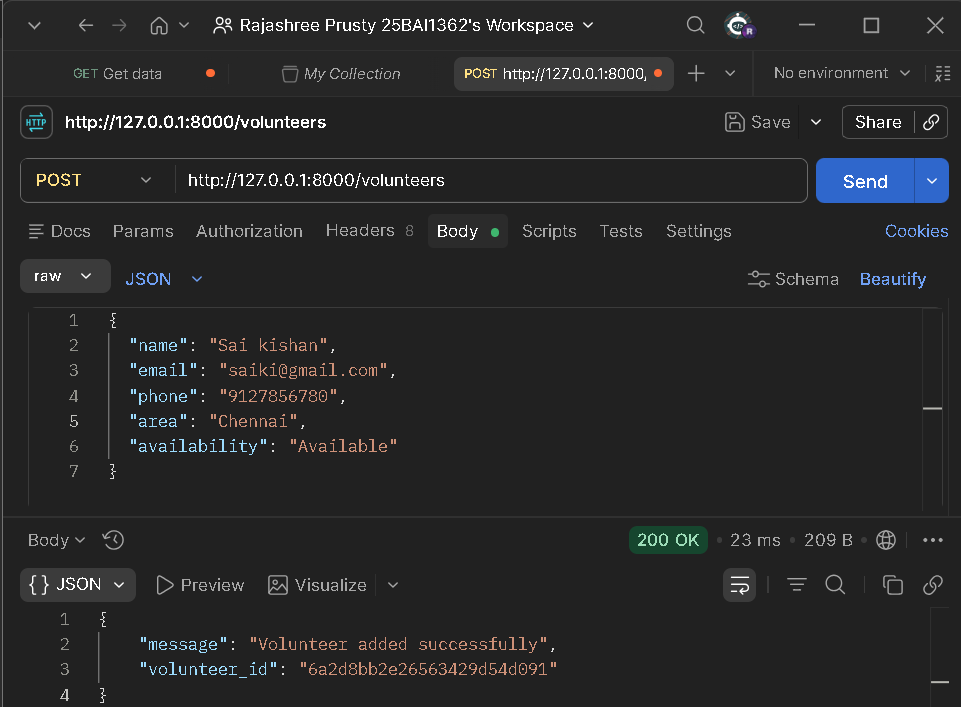 Rajashree Prusty 25BAI1362's Workspace
GET Get data My Collection POST http://127.0.0.1:8000, No environment
HTTP http://127.0.0.1:8000/volunteers Save Share
POST http://127.0.0.1:8000/volunteers Send
Docs Params Authorization Headers 8 Body Scripts Tests Settings Cookies
raw JSON Schema Beautify
1 {
2 "name": "Sai kishan",
3 "email": "saiki@gmail.com",
4 "phone": "9127856780",
5 "area": "Chennai",
6 "availability": "Available"
7 }
Body 200 OK • 23 ms • 209 B •
{} JSON Preview Visualize
1 {
2 "message": "Volunteer added successfully",
3 "volunteer_id": "6a2d8bb2e26563429d54d091"
4 }